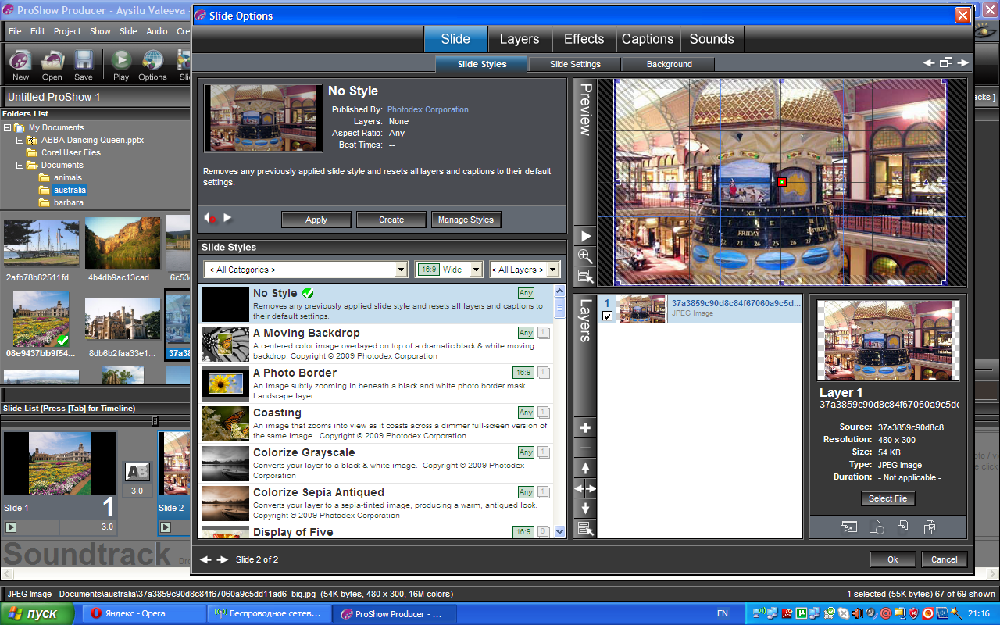 ProShow Producer - Aysilu Valeeva -
Slide Options
File Edit Project Show Slide Audio
Slide Layers Effects Captions Sounds
Slide Styles Slide Settings Background
New Open Save Play Options
Untitled ProShow 1
Folders List
My Documents
ABBA Dancing Queen.pptx
Corel User Files
Documents
animals
australia
barbara
2afb78b82511fd... 4b4db9ac13cad...
08e9437bb9f54... 8db6b2faa33e1...
No Style
Published By: Photodex Corporation
Layers: None
Aspect Ratio: Any
Best Times: --
Removes any previously applied slide style and resets all layers and captions to their default
settings.
Apply Create Manage Styles
Slide Styles
< All Categories > 16:9 Wide < All Layers >
No Style Any
Removes any previously applied slide style and resets all layers and captions to
their default settings.
A Moving Backdrop Any 1
A centered color image overlayed on top of a dramatic black & white moving
backdrop. Copyright © 2009 Photodex Corporation
A Photo Border 16:9 1
An image subtly zooming in beneath a black and white photo border mask.
Landscape layer.
Coasting Any 1
An image that zooms into view as it coasts across a dimmer full-screen version of
the same image. Copyright © 2009 Photodex Corporation
Colorize Grayscale Any 1
Converts your layer to a black & white image. Copyright © 2009 Photodex
Corporation
Colorize Sepia Antiqued Any 1
Converts your layer to a sepia-tinted image, producing a warm, antiqued look.
Copyright © 2009 Photodex Corporation
Display of Five 16:9 6
Preview
XII
FRIDAY
SATURDAY
Layers
1 37a3859c90d8c84f67060a9c5d...
JPEG Image
Layer 1
37a3859c90d8c84f67060a9c5dc
Source: 37a3859c90d8c8...
Resolution: 480 x 300
Size: 54 KB
Type: JPEG Image
Duration: - Not applicable -
Select File
Slide List (Press [Tab] for Timeline)
AB
3.0
Slide 1 1 Slide 2
3.0
Soundtrack
Slide 2 of 2
Ok Cancel
JPEG Image - Documents\australia\37a3859c90d8c84f67060a9c5dd11ad6_big.jpg (54K bytes, 480 x 300, 16M colors) 1 selected (55K bytes) 67 of 69 shown
пуск Яндекс - Opera Беспроводное сетев... ProShow Producer - ... EN 21:16